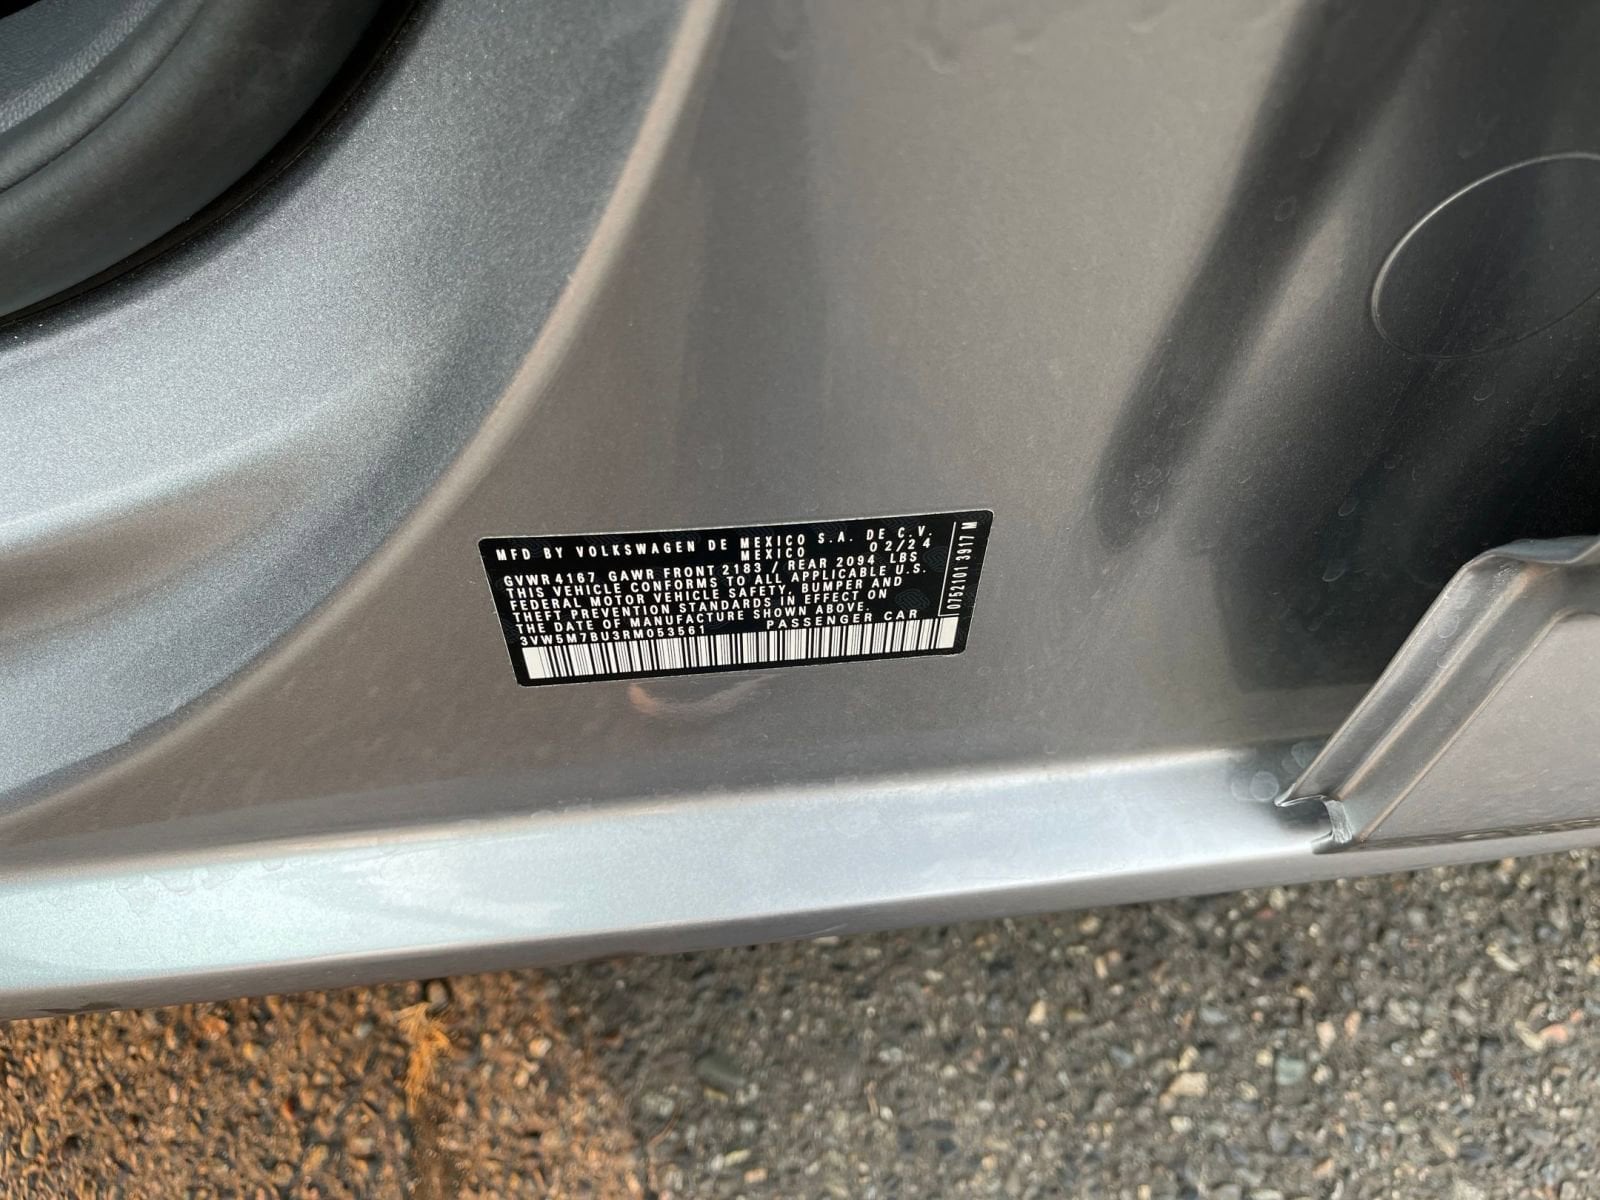 MFD BY VOLKSWAGEN DE MEXICO S.A. DE C.V.
MEXICO 02/24
GVWR 4167 GAWR FRONT 2183 / REAR 2094 LBS
THIS VEHICLE CONFORMS TO ALL APPLICABLE U.S.
FEDERAL MOTOR VEHICLE SAFETY, BUMPER AND
THEFT PREVENTION STANDARDS IN EFFECT ON
THE DATE OF MANUFACTURE SHOWN ABOVE.
3VW5M7BU3RM053561 PASSENGER CAR
0752101 3917 M